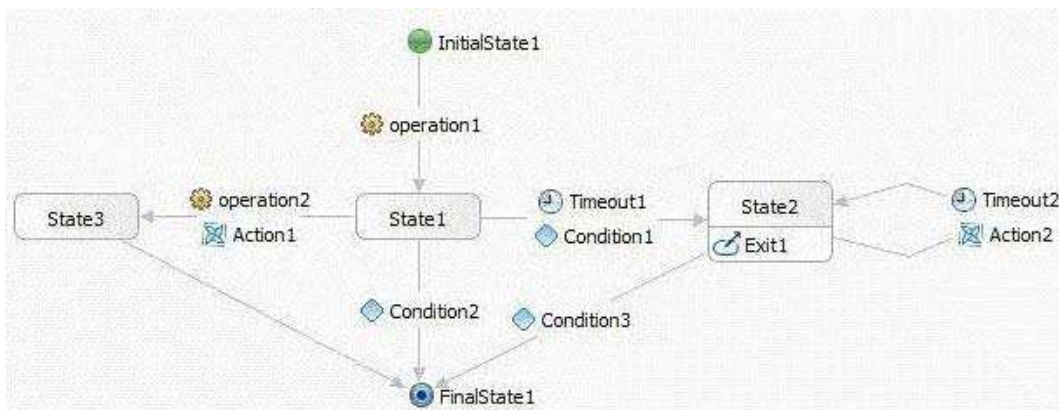 InitialState1
operation1
operation2
Action1
State3
State1
Timeout1
Condition1
State2
Exit1
Timeout2
Action2
Condition2
Condition3
FinalState1